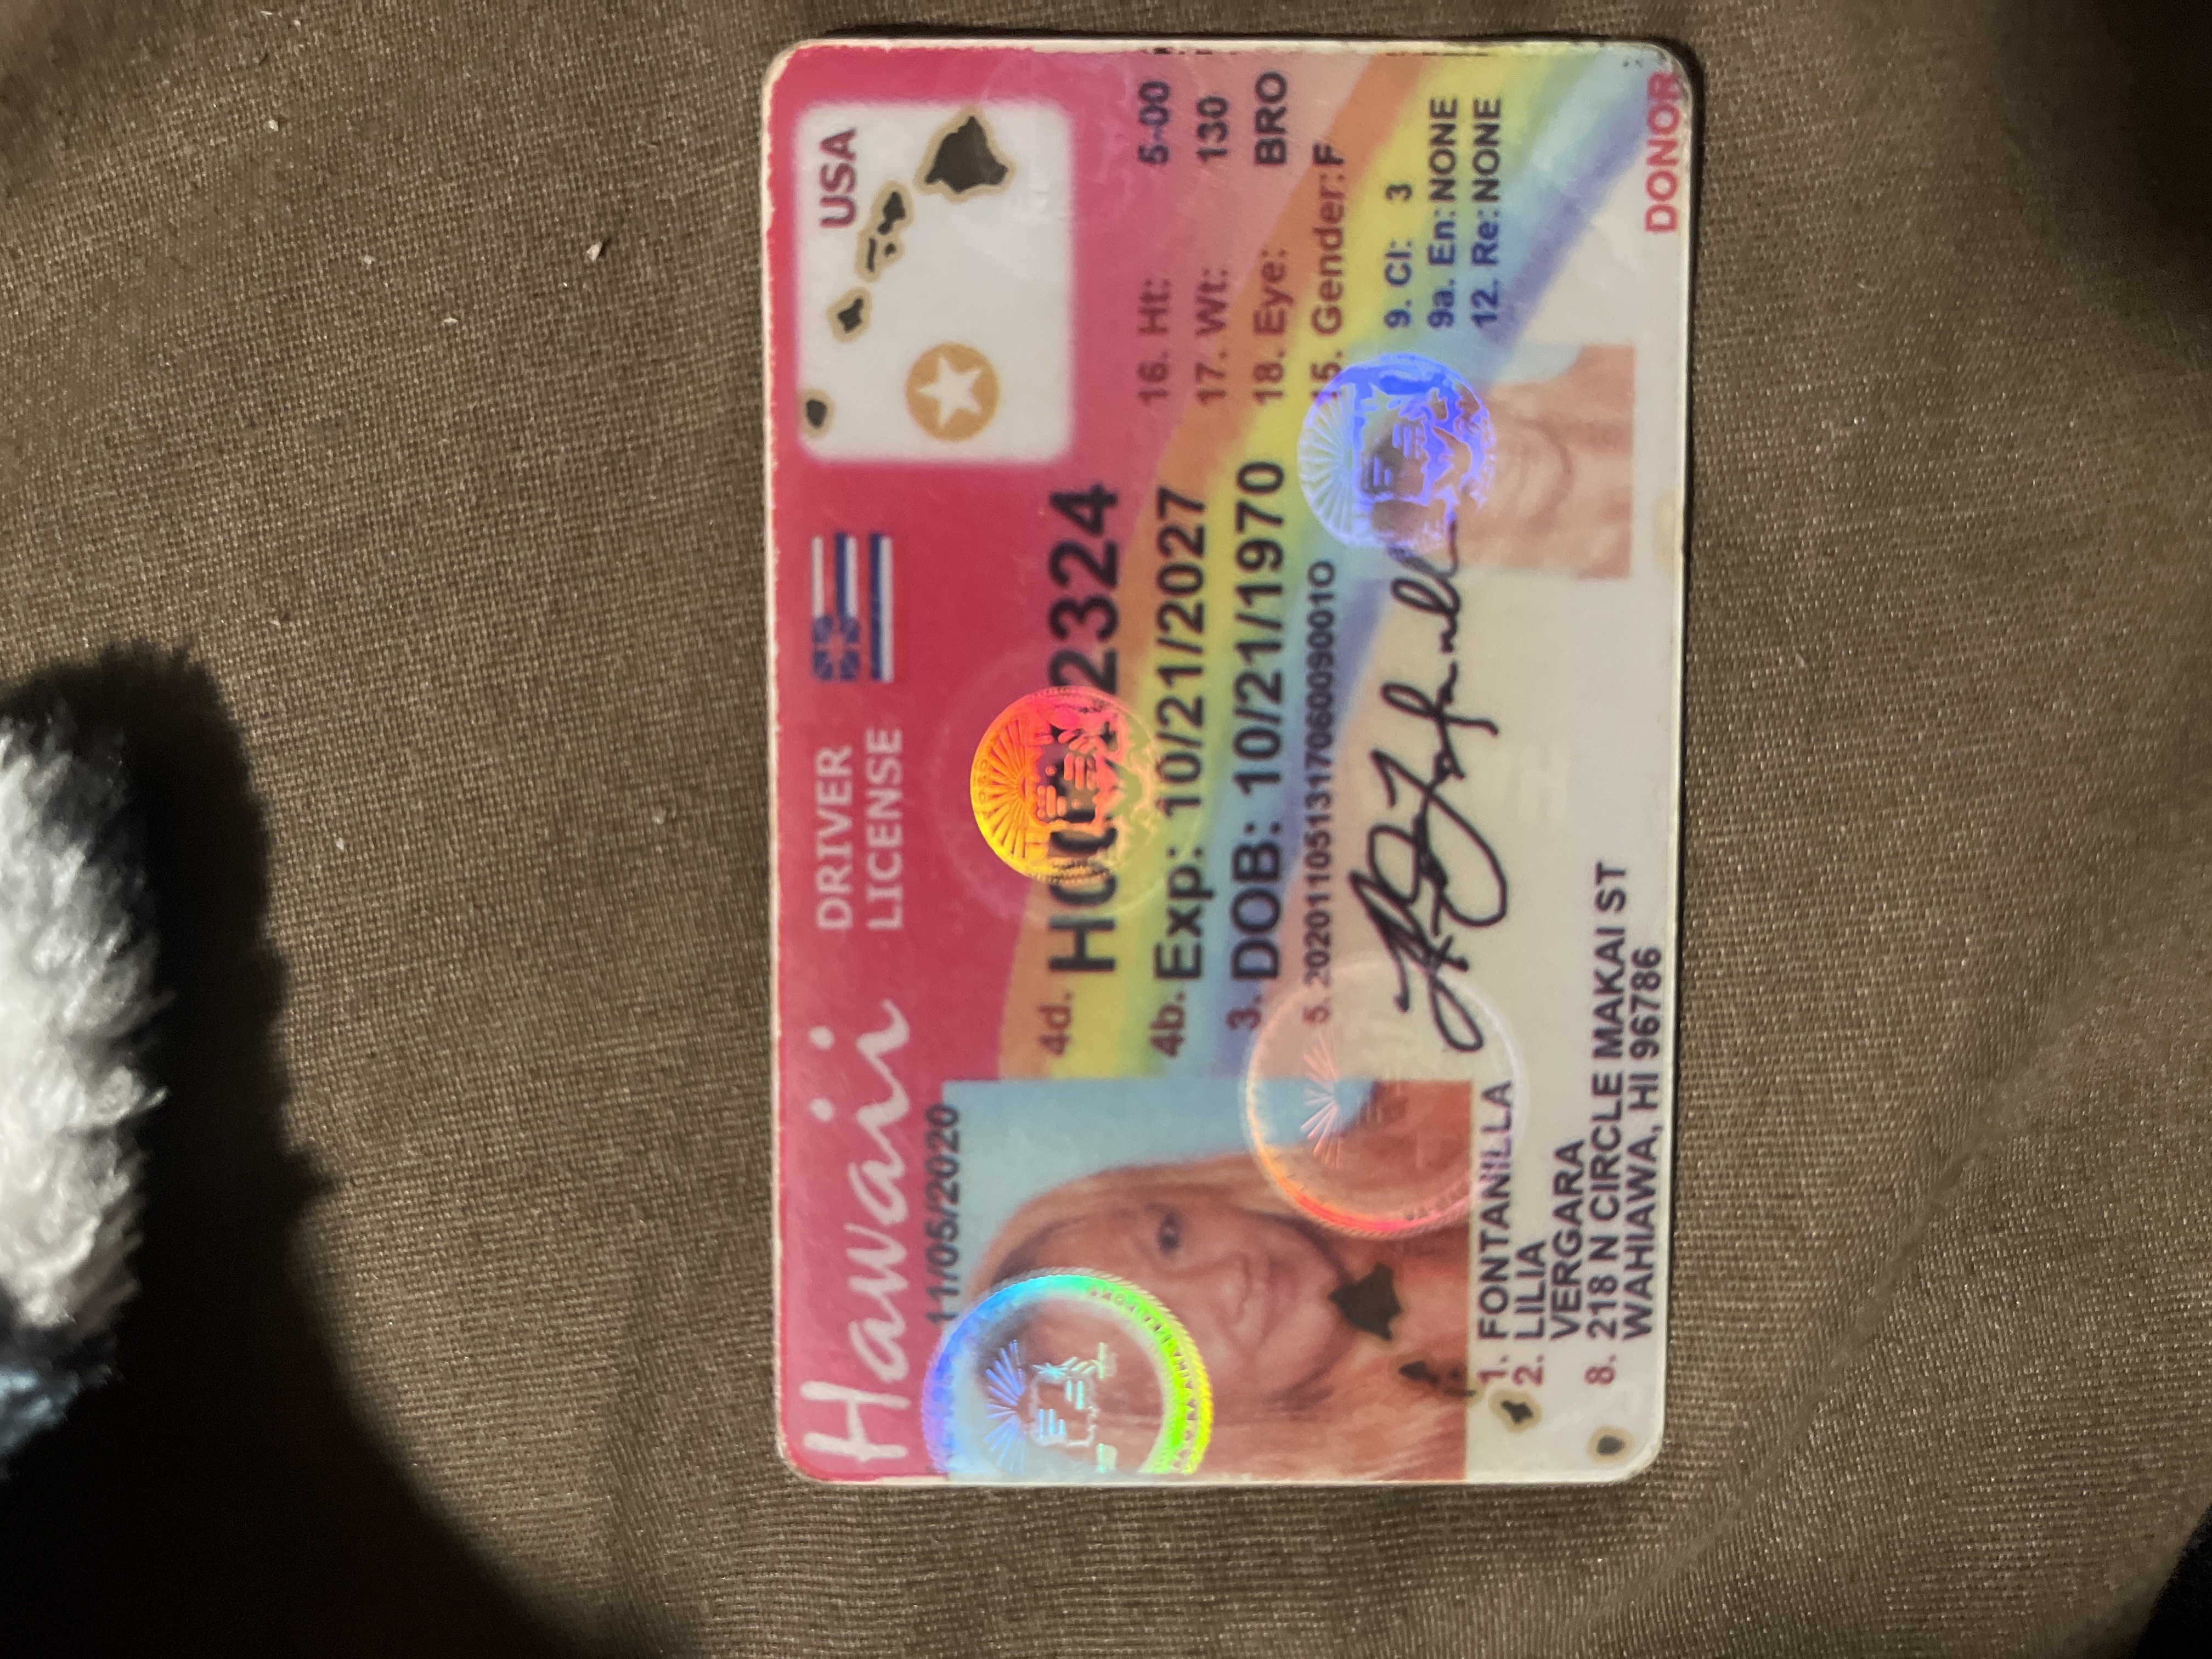 Hawaii
DRIVER
LICENSE
USA
11/05/2020
4d.
4b. Exp: 10/21/2027
3. DOB: 10/21/1970
5. 2020110513170600900010
16. Ht: 5-00
17. Wt: 130
18. Eye: BRO
15. Gender: F
9. Cl: 3
9a. En: NONE
12. Re: NONE
1. FONTANILLA
2. LILIA
VERGARA
8. 218 N CIRCLE MAKAI ST
WAHIAWA, HI 96786
DONOR